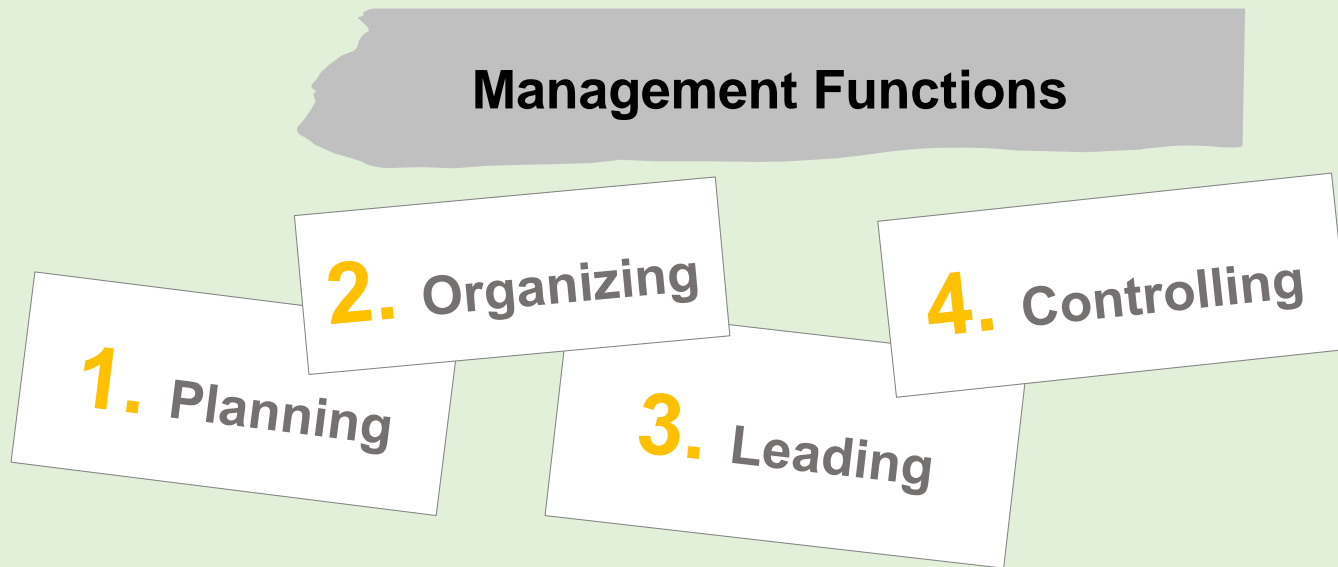 Management Functions
1. Planning
2. Organizing
3. Leading
4. Controlling